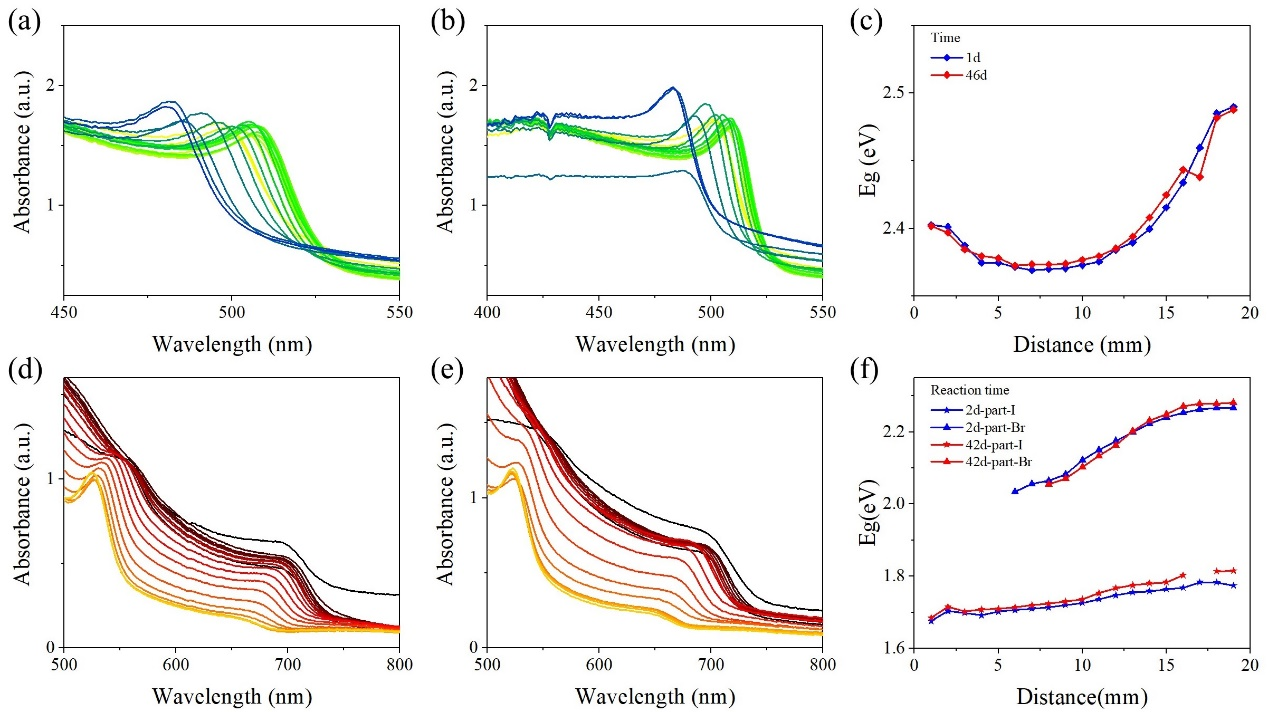 (a)
2
1
Absorbance (a.u.)
450
500
550
Wavelength (nm)
(b)
2
1
Absorbance (a.u.)
400
500
550
Wavelength (nm)
(c)
Time
1d
46d
2.5
2.4
Eg (eV)
0
5
10
15
20
Distance (mm)
(d)
1
0
Absorbance (a.u.)
500
600
700
800
Wavelength (nm)
(e)
1
0
Absorbance (a.u.)
500
600
700
800
Wavelength (nm)
(f)
Reaction time
2d-part-I
2d-part-Br
42d-part-I
42d-part-Br
2.2
2.0
1.8
1.6
Eg(eV)
0
5
10
15
20
Distance(mm)